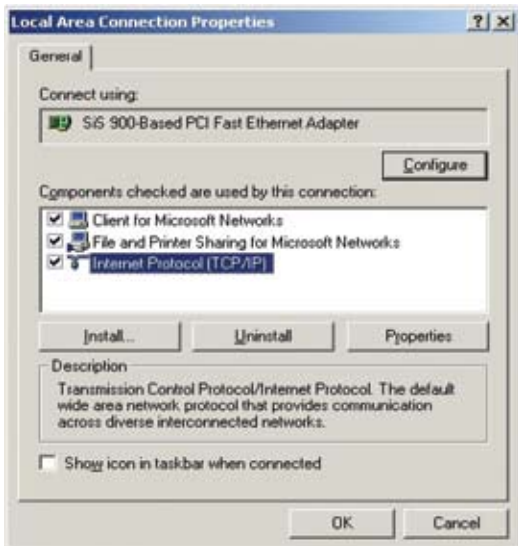 Local Area Connection Properties
General
Connect using:
SiS 900-Based PCI Fast Ethernet Adapter
Configure
Components checked are used by this connection:
Client for Microsoft Networks
File and Printer Sharing for Microsoft Networks
Internet Protocol (TCP/IP)
Install... Uninstall Properties
Description
Transmission Control Protocol/Internet Protocol. The default
wide area network protocol that provides communication
across diverse interconnected networks.
Show icon in taskbar when connected
OK Cancel